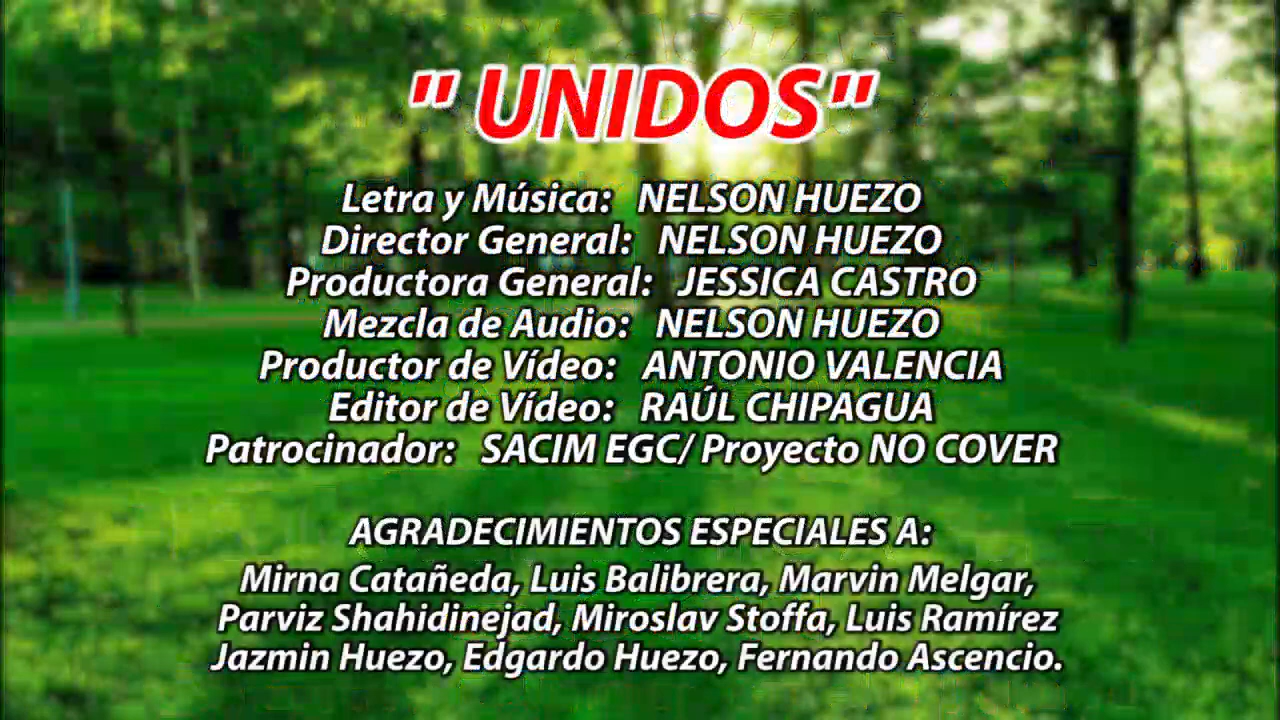 " UNIDOS"
Letra y Música: NELSON HUEZO
Director General: NELSON HUEZO
Productora General: JESSICA CASTRO
Mezcla de Audio: NELSON HUEZO
Productor de Vídeo: ANTONIO VALENCIA
Editor de Vídeo: RAÚL CHIPAGUA
Patrocinador: SACIM EGC/ Proyecto NO COVER
AGRADECIMIENTOS ESPECIALES A:
Mirna Catañeda, Luis Balibrera, Marvin Melgar,
Parviz Shahidinejad, Miroslav Stoffa, Luis Ramírez
Jazmin Huezo, Edgardo Huezo, Fernando Ascencio.